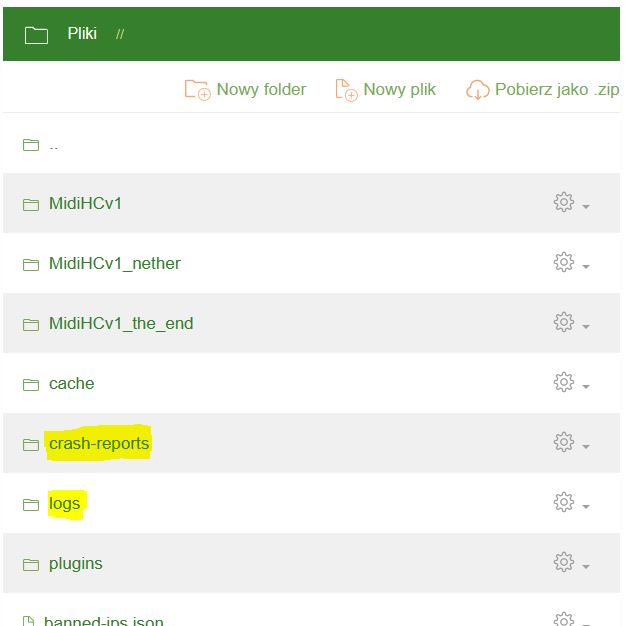 Pliki //
Nowy folder Nowy plik Pobierz jako .zip
..
MidiHCv1
MidiHCv1_nether
MidiHCv1_the_end
cache
crash-reports
logs
plugins
banned-ips.json